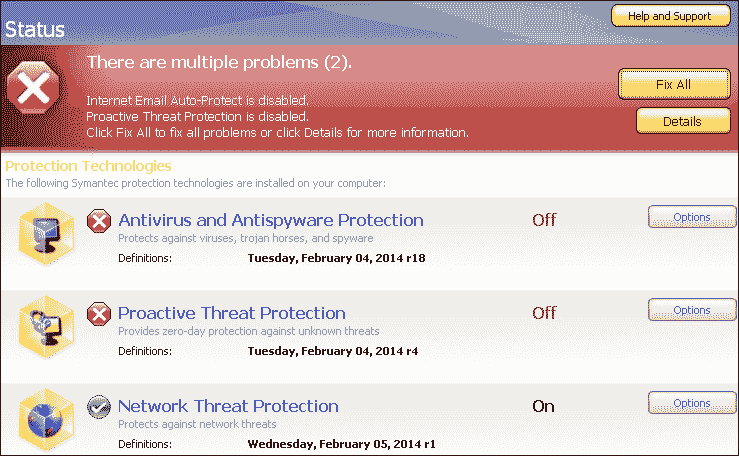 Status
Help and Support
There are multiple problems (2).
Internet Email Auto-Protect is disabled.
Proactive Threat Protection is disabled.
Click Fix All to fix all problems or click Details for more information.
Fix All
Details
Protection Technologies
The following Symantec protection technologies are installed on your computer:
Antivirus and Antispyware Protection
Off
Options
Protects against viruses, trojan horses, and spyware
Definitions: Tuesday, February 04, 2014 r18
Proactive Threat Protection
Off
Options
Provides zero-day protection against unknown threats
Definitions: Tuesday, February 04, 2014 r4
Network Threat Protection
On
Options
Protects against network threats
Definitions: Wednesday, February 05, 2014 r1